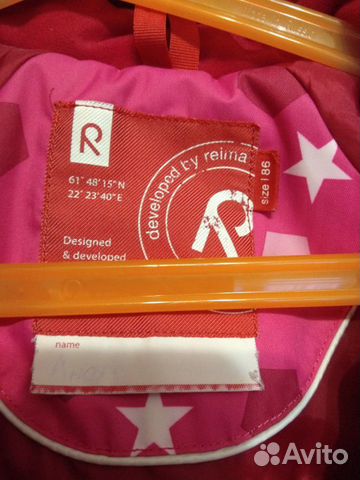 R
61° 48' 15" N
22° 23' 40" E
Designed
& developed
developed by reima
R
size | 86
name
Avito